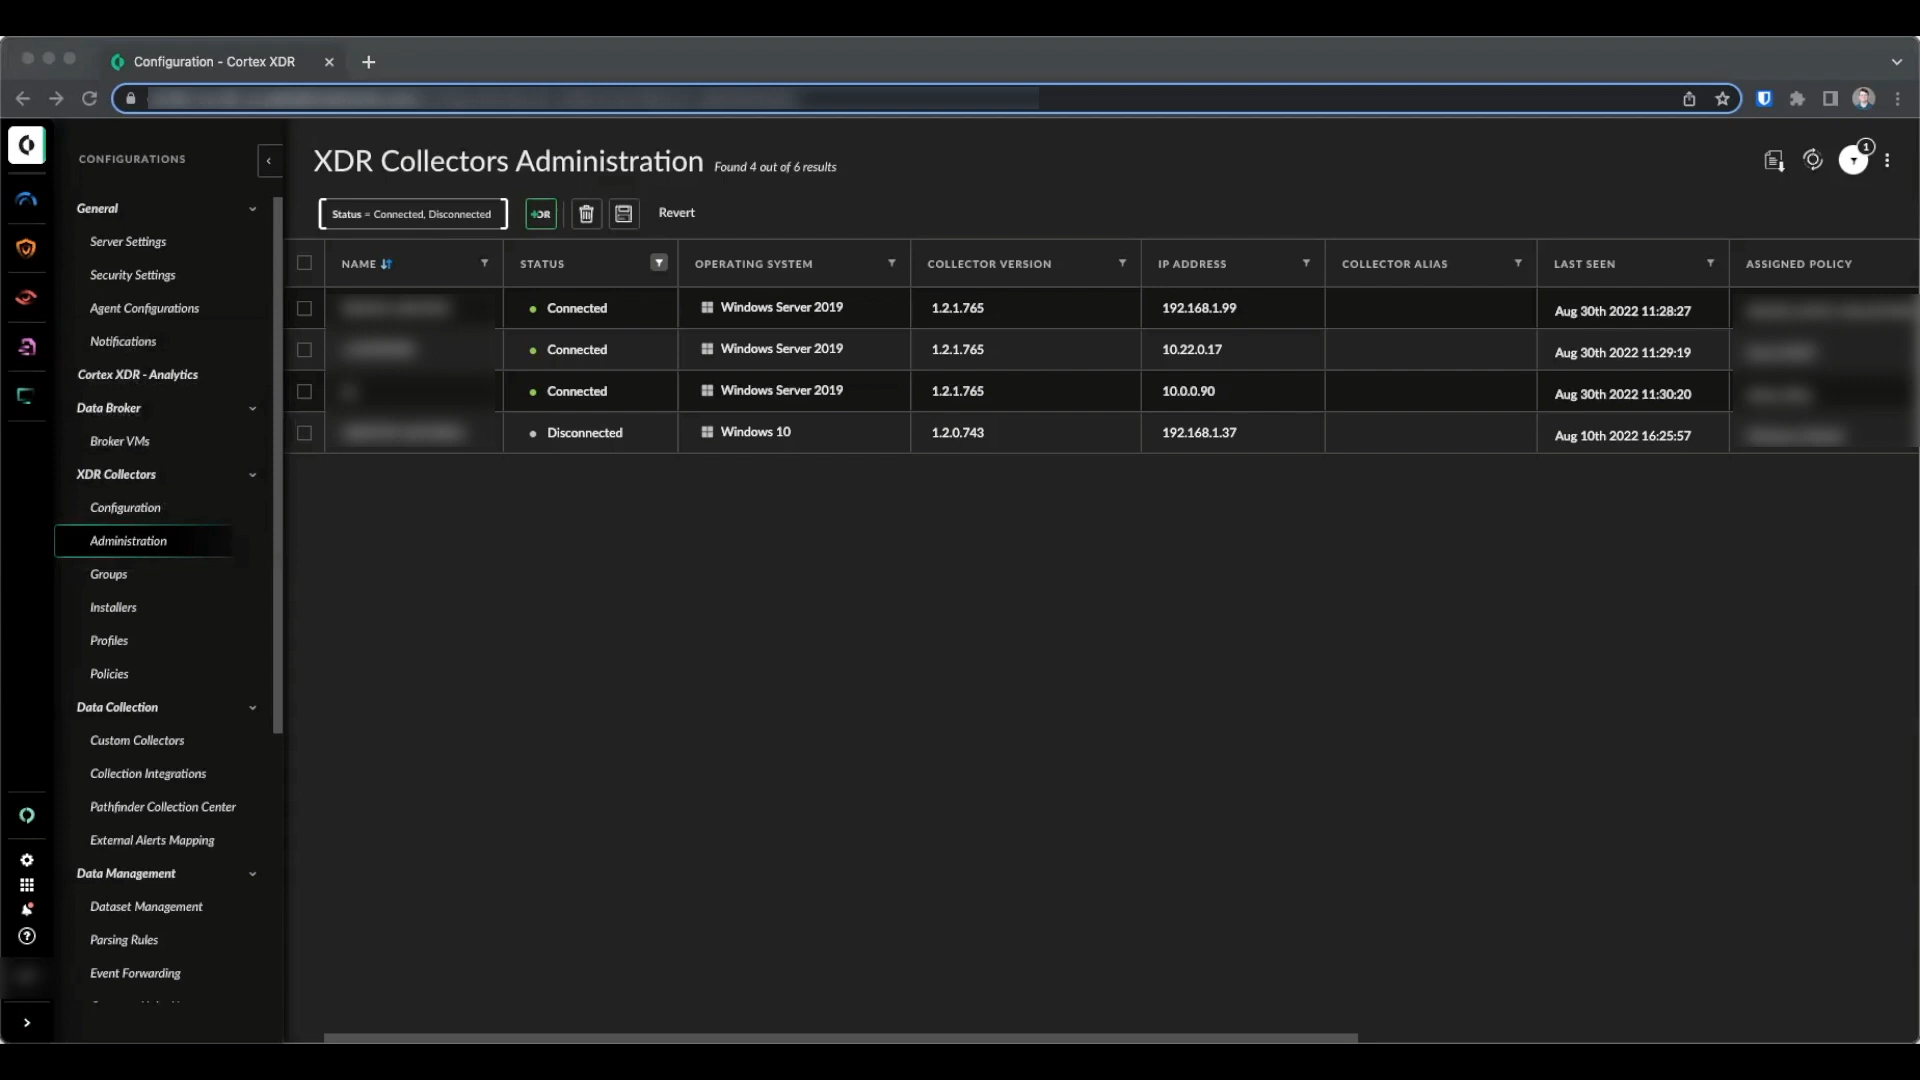 Configuration - Cortex XDR
CONFIGURATIONS
General
Server Settings
Security Settings
Agent Configurations
Notifications
Cortex XDR - Analytics
Data Broker
Broker VMs
XDR Collectors
Configuration
Administration
Groups
Installers
Profiles
Policies
Data Collection
Custom Collectors
Collection Integrations
Pathfinder Collection Center
External Alerts Mapping
Data Management
Dataset Management
Parsing Rules
Event Forwarding
XDR Collectors Administration Found 4 out of 6 results
1
Status = Connected, Disconnected Revert
NAME STATUS OPERATING SYSTEM COLLECTOR VERSION IP ADDRESS COLLECTOR ALIAS LAST SEEN ASSIGNED POLICY
Connected Windows Server 2019 1.2.1.765 192.168.1.99 Aug 30th 2022 11:28:27
Connected Windows Server 2019 1.2.1.765 10.22.0.17 Aug 30th 2022 11:29:19
Connected Windows Server 2019 1.2.1.765 10.0.0.90 Aug 30th 2022 11:30:20
Disconnected Windows 10 1.2.0.743 192.168.1.37 Aug 10th 2022 16:25:57